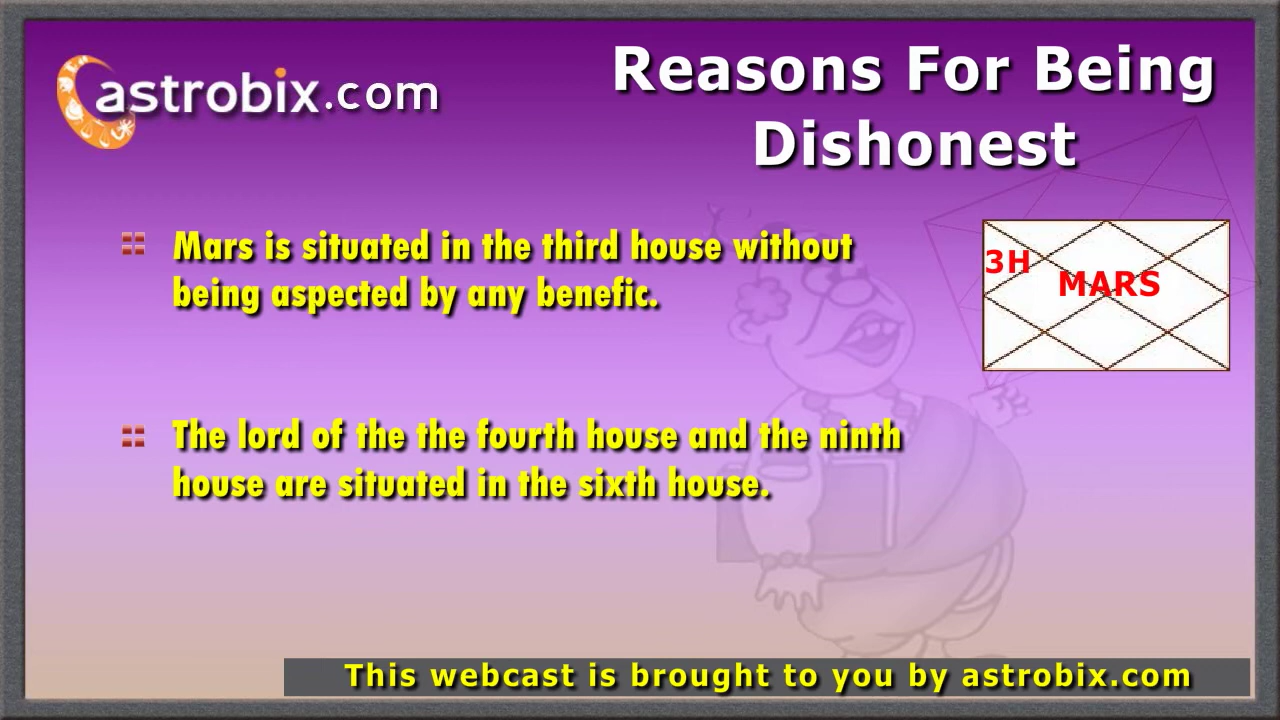 astrobix.com
Reasons For Being
Dishonest
Mars is situated in the third house without
being aspected by any benefic.
3H
MARS
The lord of the the fourth house and the ninth
house are situated in the sixth house.
This webcast is brought to you by astrobix.com